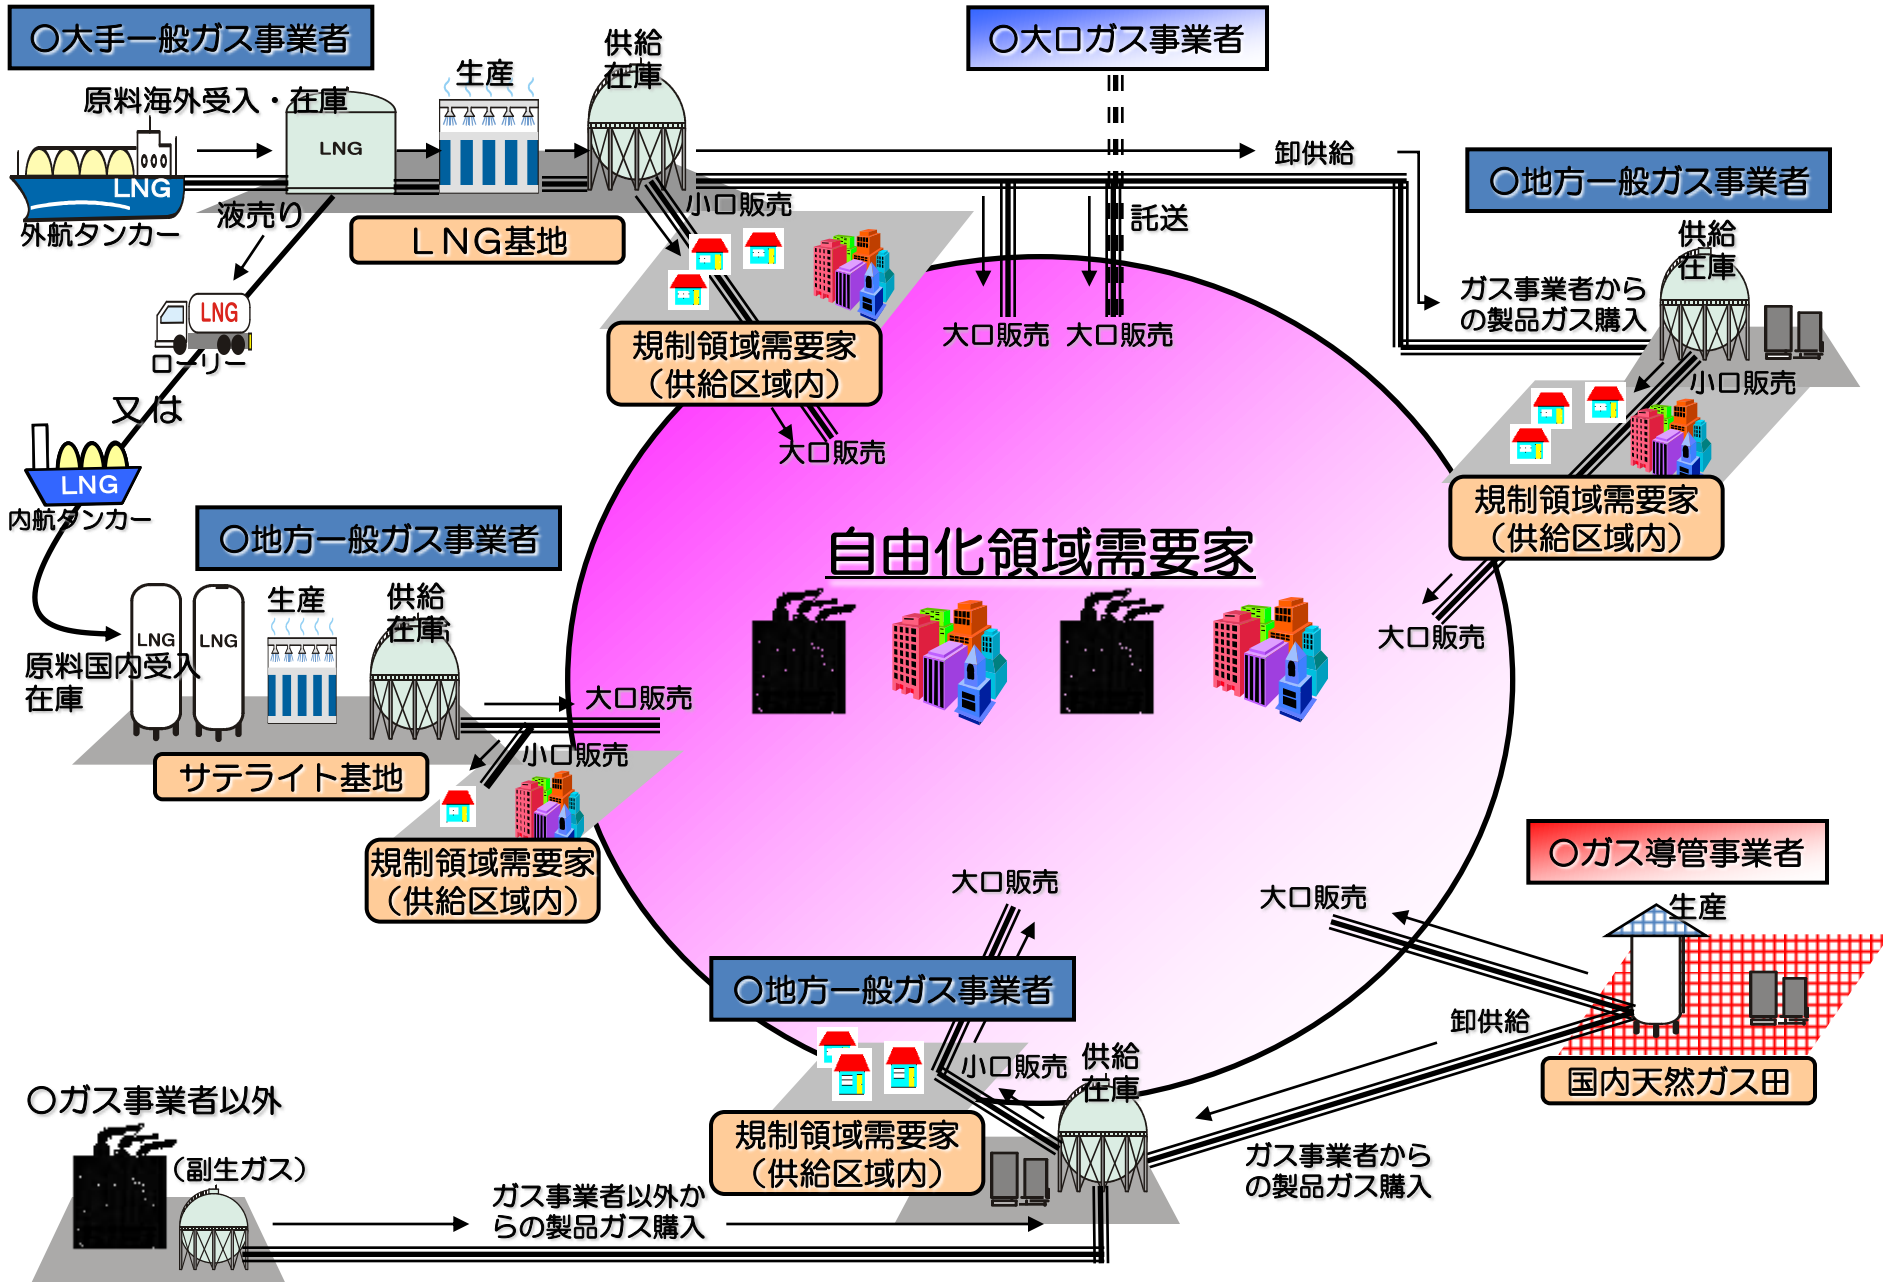 〇大手一般ガス事業者
原料海外受入・在庫
LNG
外航タンカー
LNG
生産
供給
在庫
液売り
ＬＮＧ基地
小口販売
LNG
ローリー
又は
LNG
内航タンカー
〇大口ガス事業者
卸供給
託送
大口販売
大口販売
規制領域需要家
（供給区域内）
大口販売
〇地方一般ガス事業者
供給
在庫
ガス事業者から
の製品ガス購入
小口販売
規制領域需要家
（供給区域内）
大口販売
自由化領域需要家
〇地方一般ガス事業者
LNG
LNG
生産
供給
在庫
原料国内受入
在庫
大口販売
小口販売
サテライト基地
規制領域需要家
（供給区域内）
大口販売
大口販売
〇ガス導管事業者
生産
卸供給
国内天然ガス田
〇地方一般ガス事業者
小口販売
供給
在庫
規制領域需要家
（供給区域内）
ガス事業者から
の製品ガス購入
〇ガス事業者以外
（副生ガス）
ガス事業者以外か
らの製品ガス購入